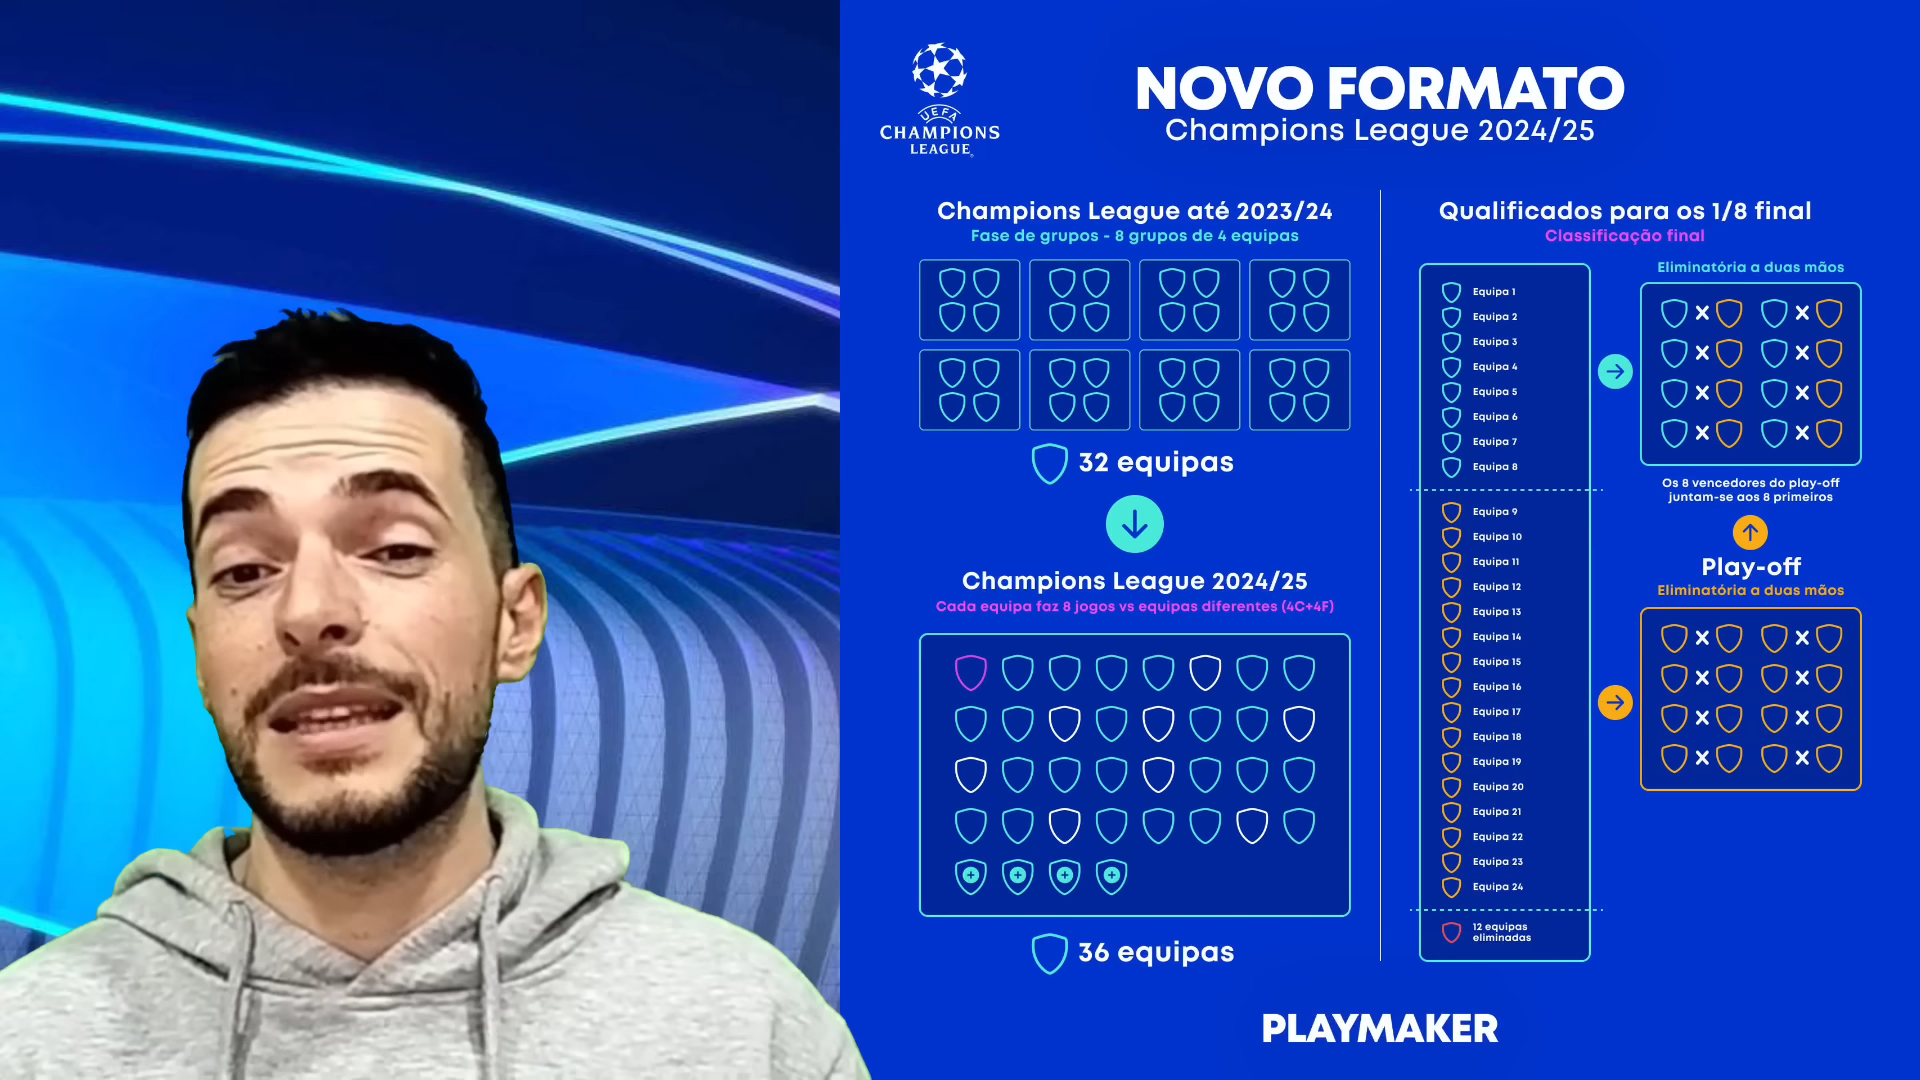 UEFA
CHAMPIONS
LEAGUE
NOVO FORMATO
Champions League 2024/25
Champions League até 2023/24
Fase de grupos - 8 grupos de 4 equipas
32 equipas
Champions League 2024/25
Cada equipa faz 8 jogos vs equipas diferentes (4C+4F)
36 equipas
Qualificados para os 1/8 final
Classificação final
Equipa 1
Equipa 2
Equipa 3
Equipa 4
Equipa 5
Equipa 6
Equipa 7
Equipa 8
Equipa 9
Equipa 10
Equipa 11
Equipa 12
Equipa 13
Equipa 14
Equipa 15
Equipa 16
Equipa 17
Equipa 18
Equipa 19
Equipa 20
Equipa 21
Equipa 22
Equipa 23
Equipa 24
12 equipas
eliminadas
Eliminatória a duas mãos
X X
X X
X X
X X
Os 8 vencedores do play-off
juntam-se aos 8 primeiros
Play-off
Eliminatória a duas mãos
X X
X X
X X
X X
PLAYMAKER